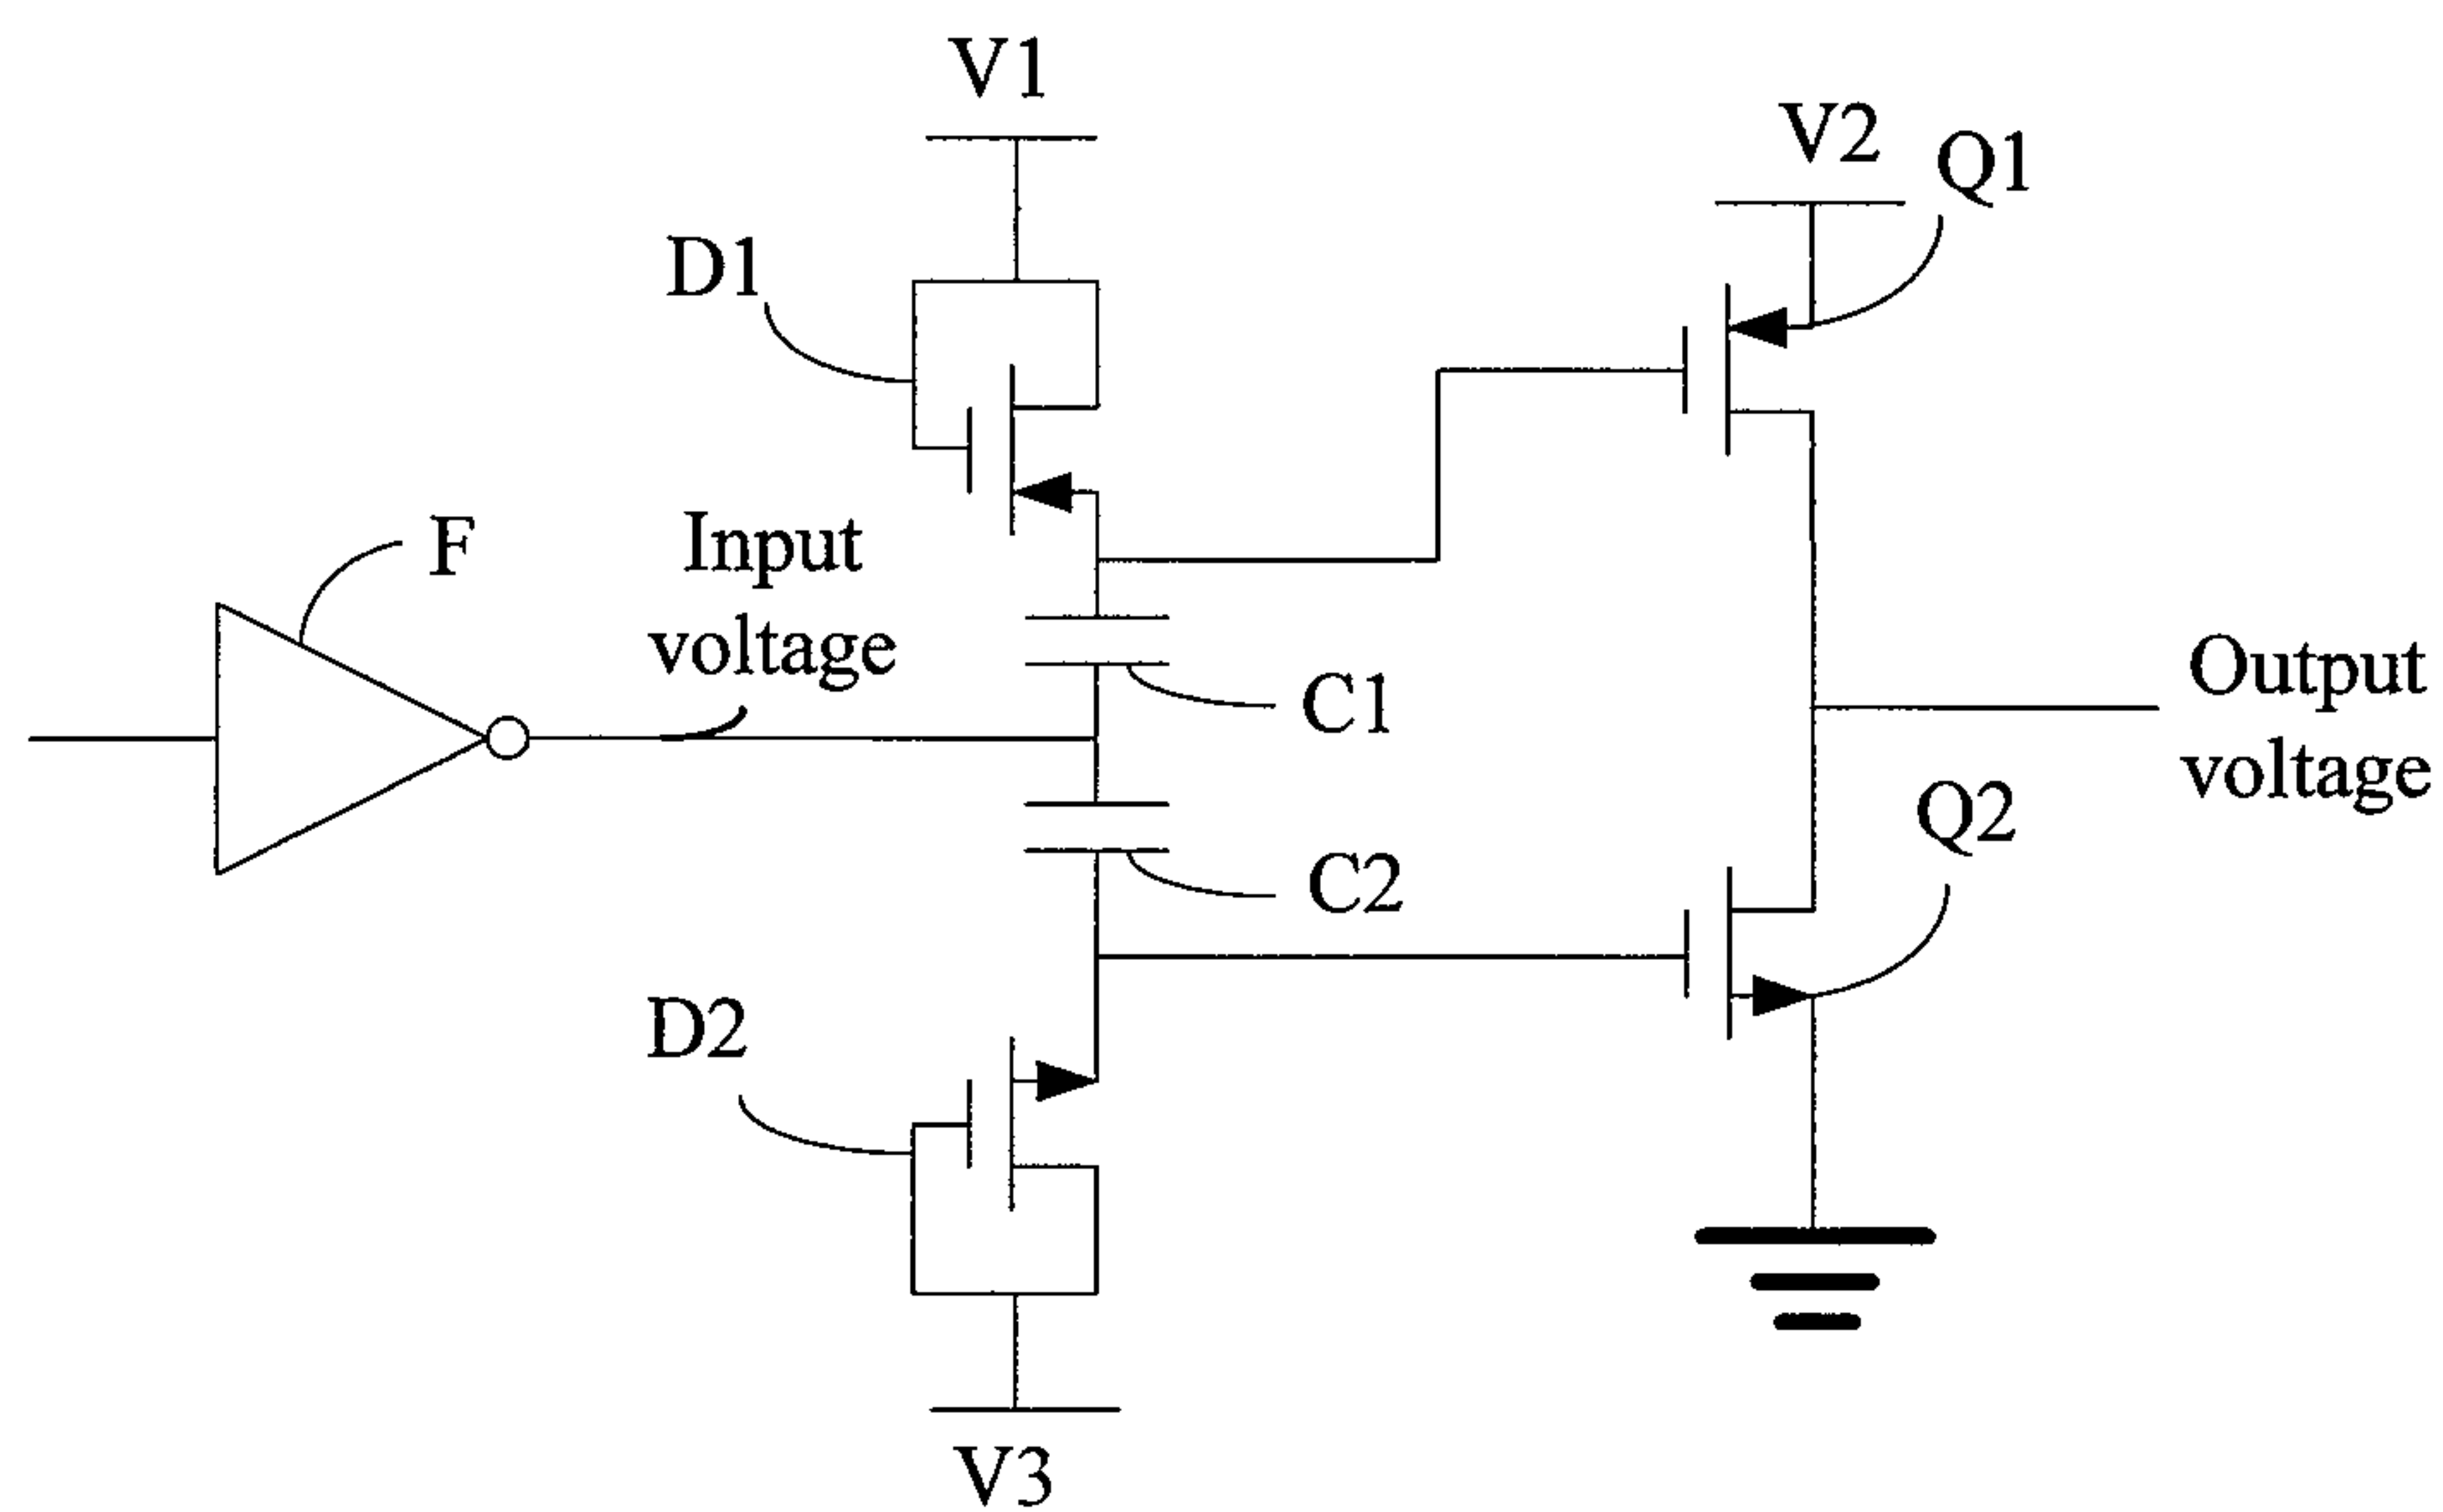 V1
V2
Q1
D1
F
Input
voltage
C1
Output
voltage
Q2
C2
D2
V3